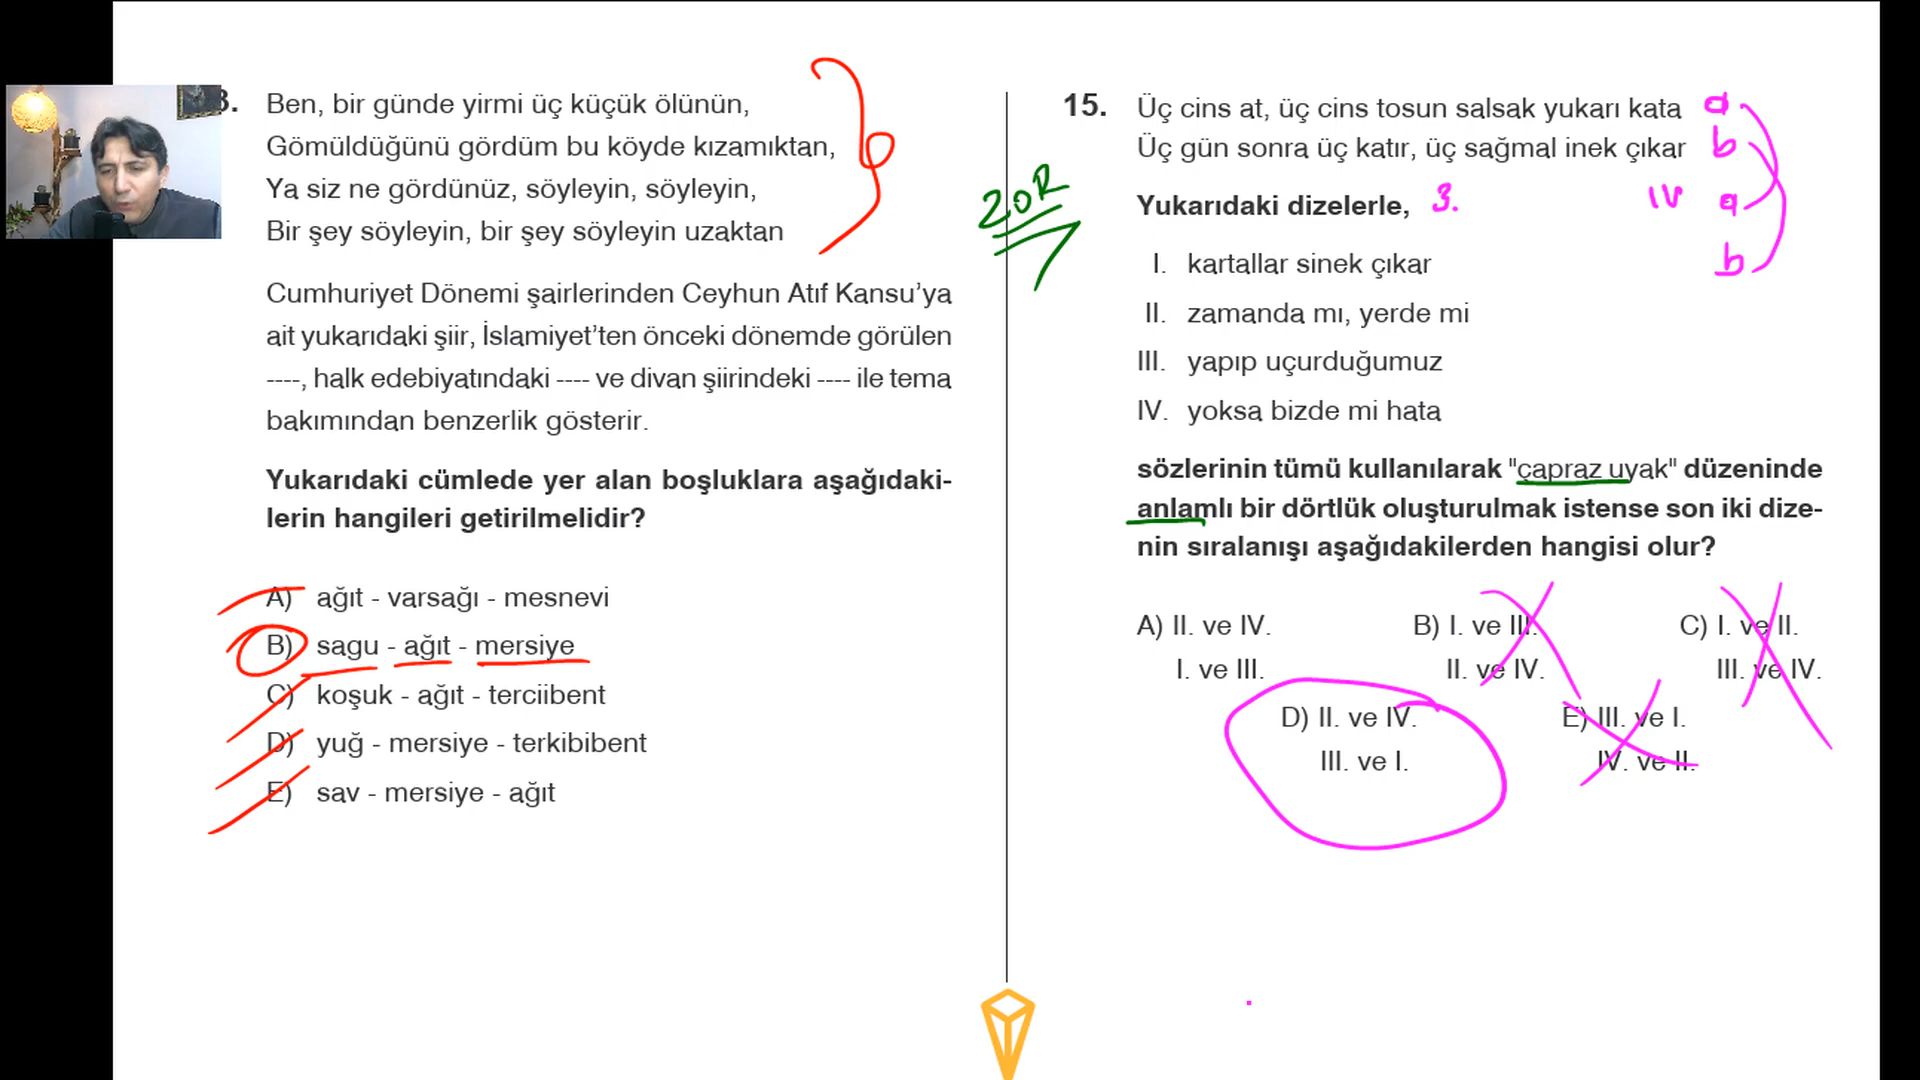 3.
Ben, bir günde yirmi üç küçük ölünün,
Gömüldüğünü gördüm bu köyde kızamıktan,
Ya siz ne gördünüz, söyleyin, söyleyin,
Bir şey söyleyin, bir şey söyleyin uzaktan
Cumhuriyet Dönemi şairlerinden Ceyhun Atıf Kansu'ya
ait yukarıdaki şiir, İslamiyet'ten önceki dönemde görülen
----, halk edebiyatındaki ---- ve divan şiirindeki ---- ile tema
bakımından benzerlik gösterir.
Yukarıdaki cümlede yer alan boşluklara aşağıdaki-
lerin hangileri getirilmelidir?
A) ağıt - varsağı - mesnevi
B) sagu - ağıt - mersiye
C) koşuk - ağıt - terciibent
D) yuğ - mersiye - terkibibent
E) sav - mersiye - ağıt
ZOR
15. Üç cins at, üç cins tosun salsak yukarı kata a
Üç gün sonra üç katır, üç sağmal inek çıkar b
Yukarıdaki dizelerle, 3. IV a
I. kartallar sinek çıkar b
II. zamanda mı, yerde mi
III. yapıp uçurduğumuz
IV. yoksa bizde mi hata
sözlerinin tümü kullanılarak "çapraz uyak" düzeninde
anlamlı bir dörtlük oluşturulmak istense son iki dize-
nin sıralanışı aşağıdakilerden hangisi olur?
A) II. ve IV. B) I. ve III. C) I. ve II.
I. ve III. II. ve IV. III. ve IV.
D) II. ve IV. E) III. ve I.
III. ve I. IV. ve II.